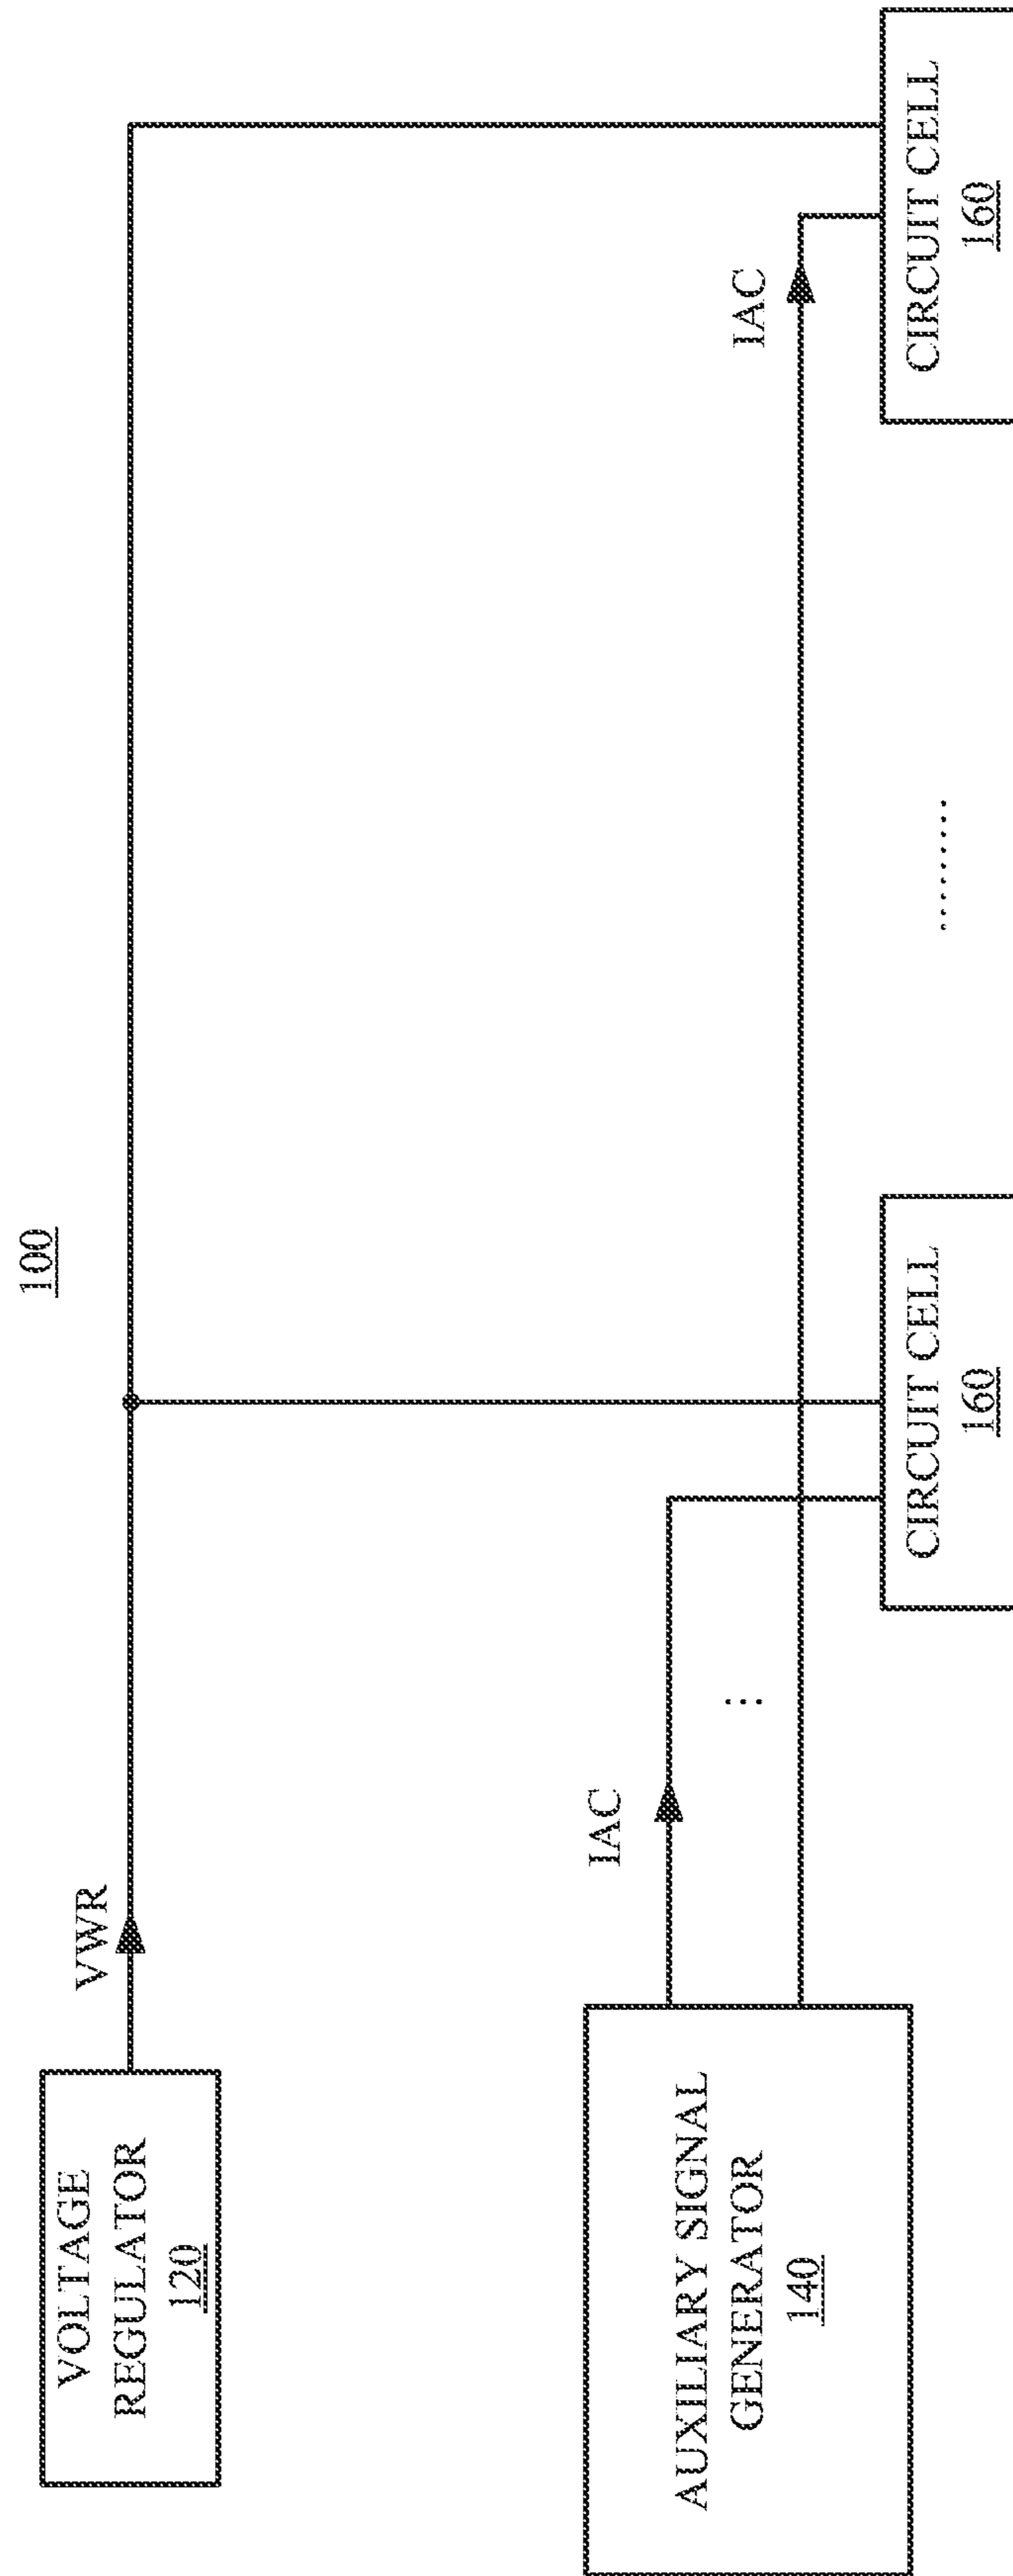 100
VOLTAGE
REGULATOR
120
VWR
AUXILIARY SIGNAL
GENERATOR
140
IAC
⋮
IAC
CIRCUIT CELL
160
.........
CIRCUIT CELL
160